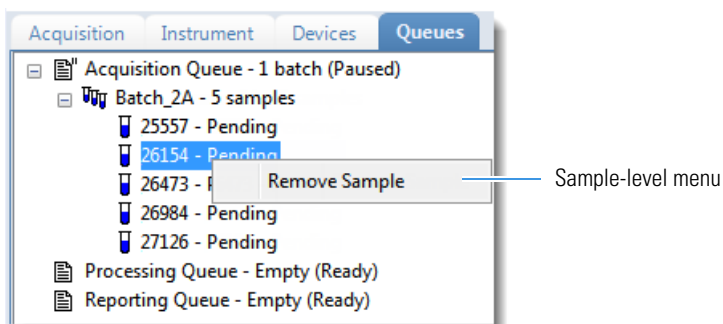 Acquisition Instrument Devices Queues
Acquisition Queue - 1 batch (Paused)
Batch_2A - 5 samples
25557 - Pending
26154 - Pending
Remove Sample Sample-level menu
26473 - P
26984 - Pending
27126 - Pending
Processing Queue - Empty (Ready)
Reporting Queue - Empty (Ready)